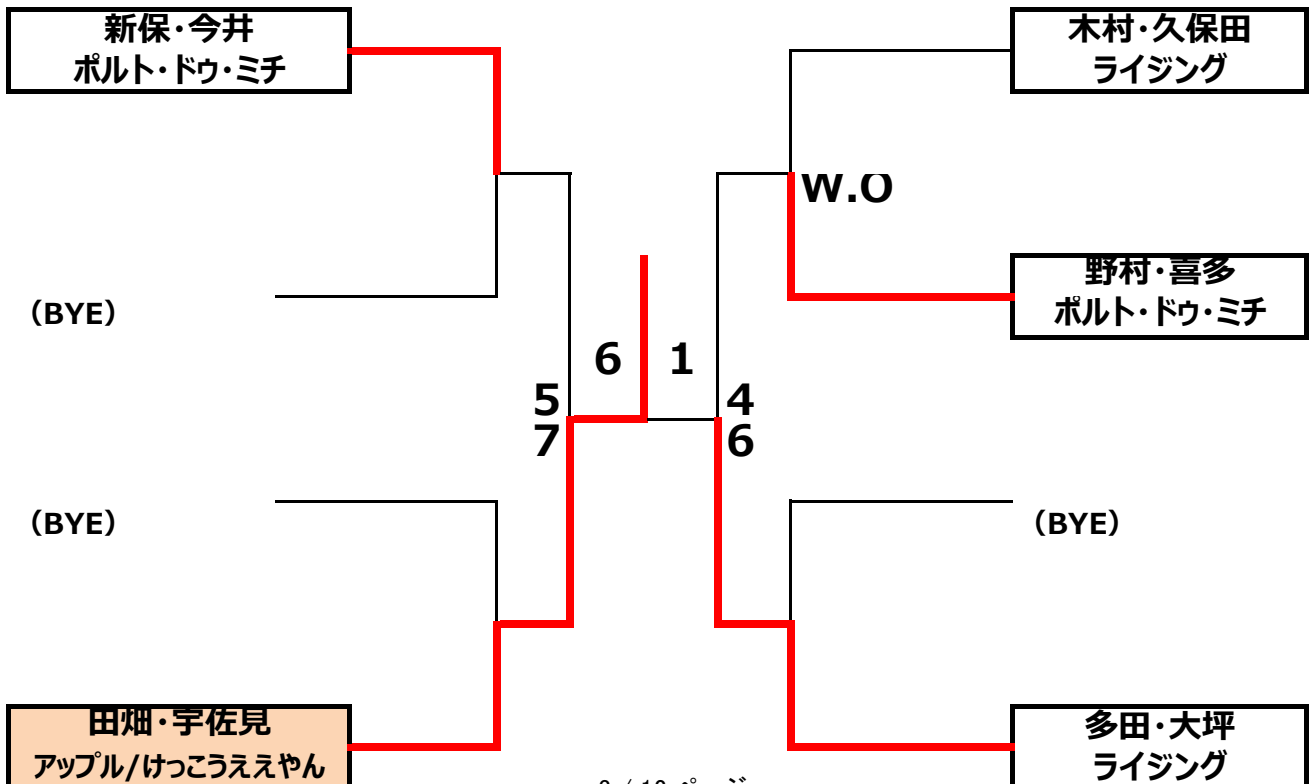 新保・今井
ポルト・ドゥ・ミチ
木村・久保田
ライジング
W.O
野村・喜多
ポルト・ドゥ・ミチ
（BYE）
6 1
5 4
7 6
（BYE）
（BYE）
田畑・宇佐見
アップル/けっこうええやん
多田・大坪
ライジング